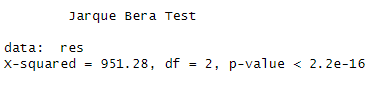 Jarque Bera Test
data:  res
X-squared = 951.28, df = 2, p-value < 2.2e-16